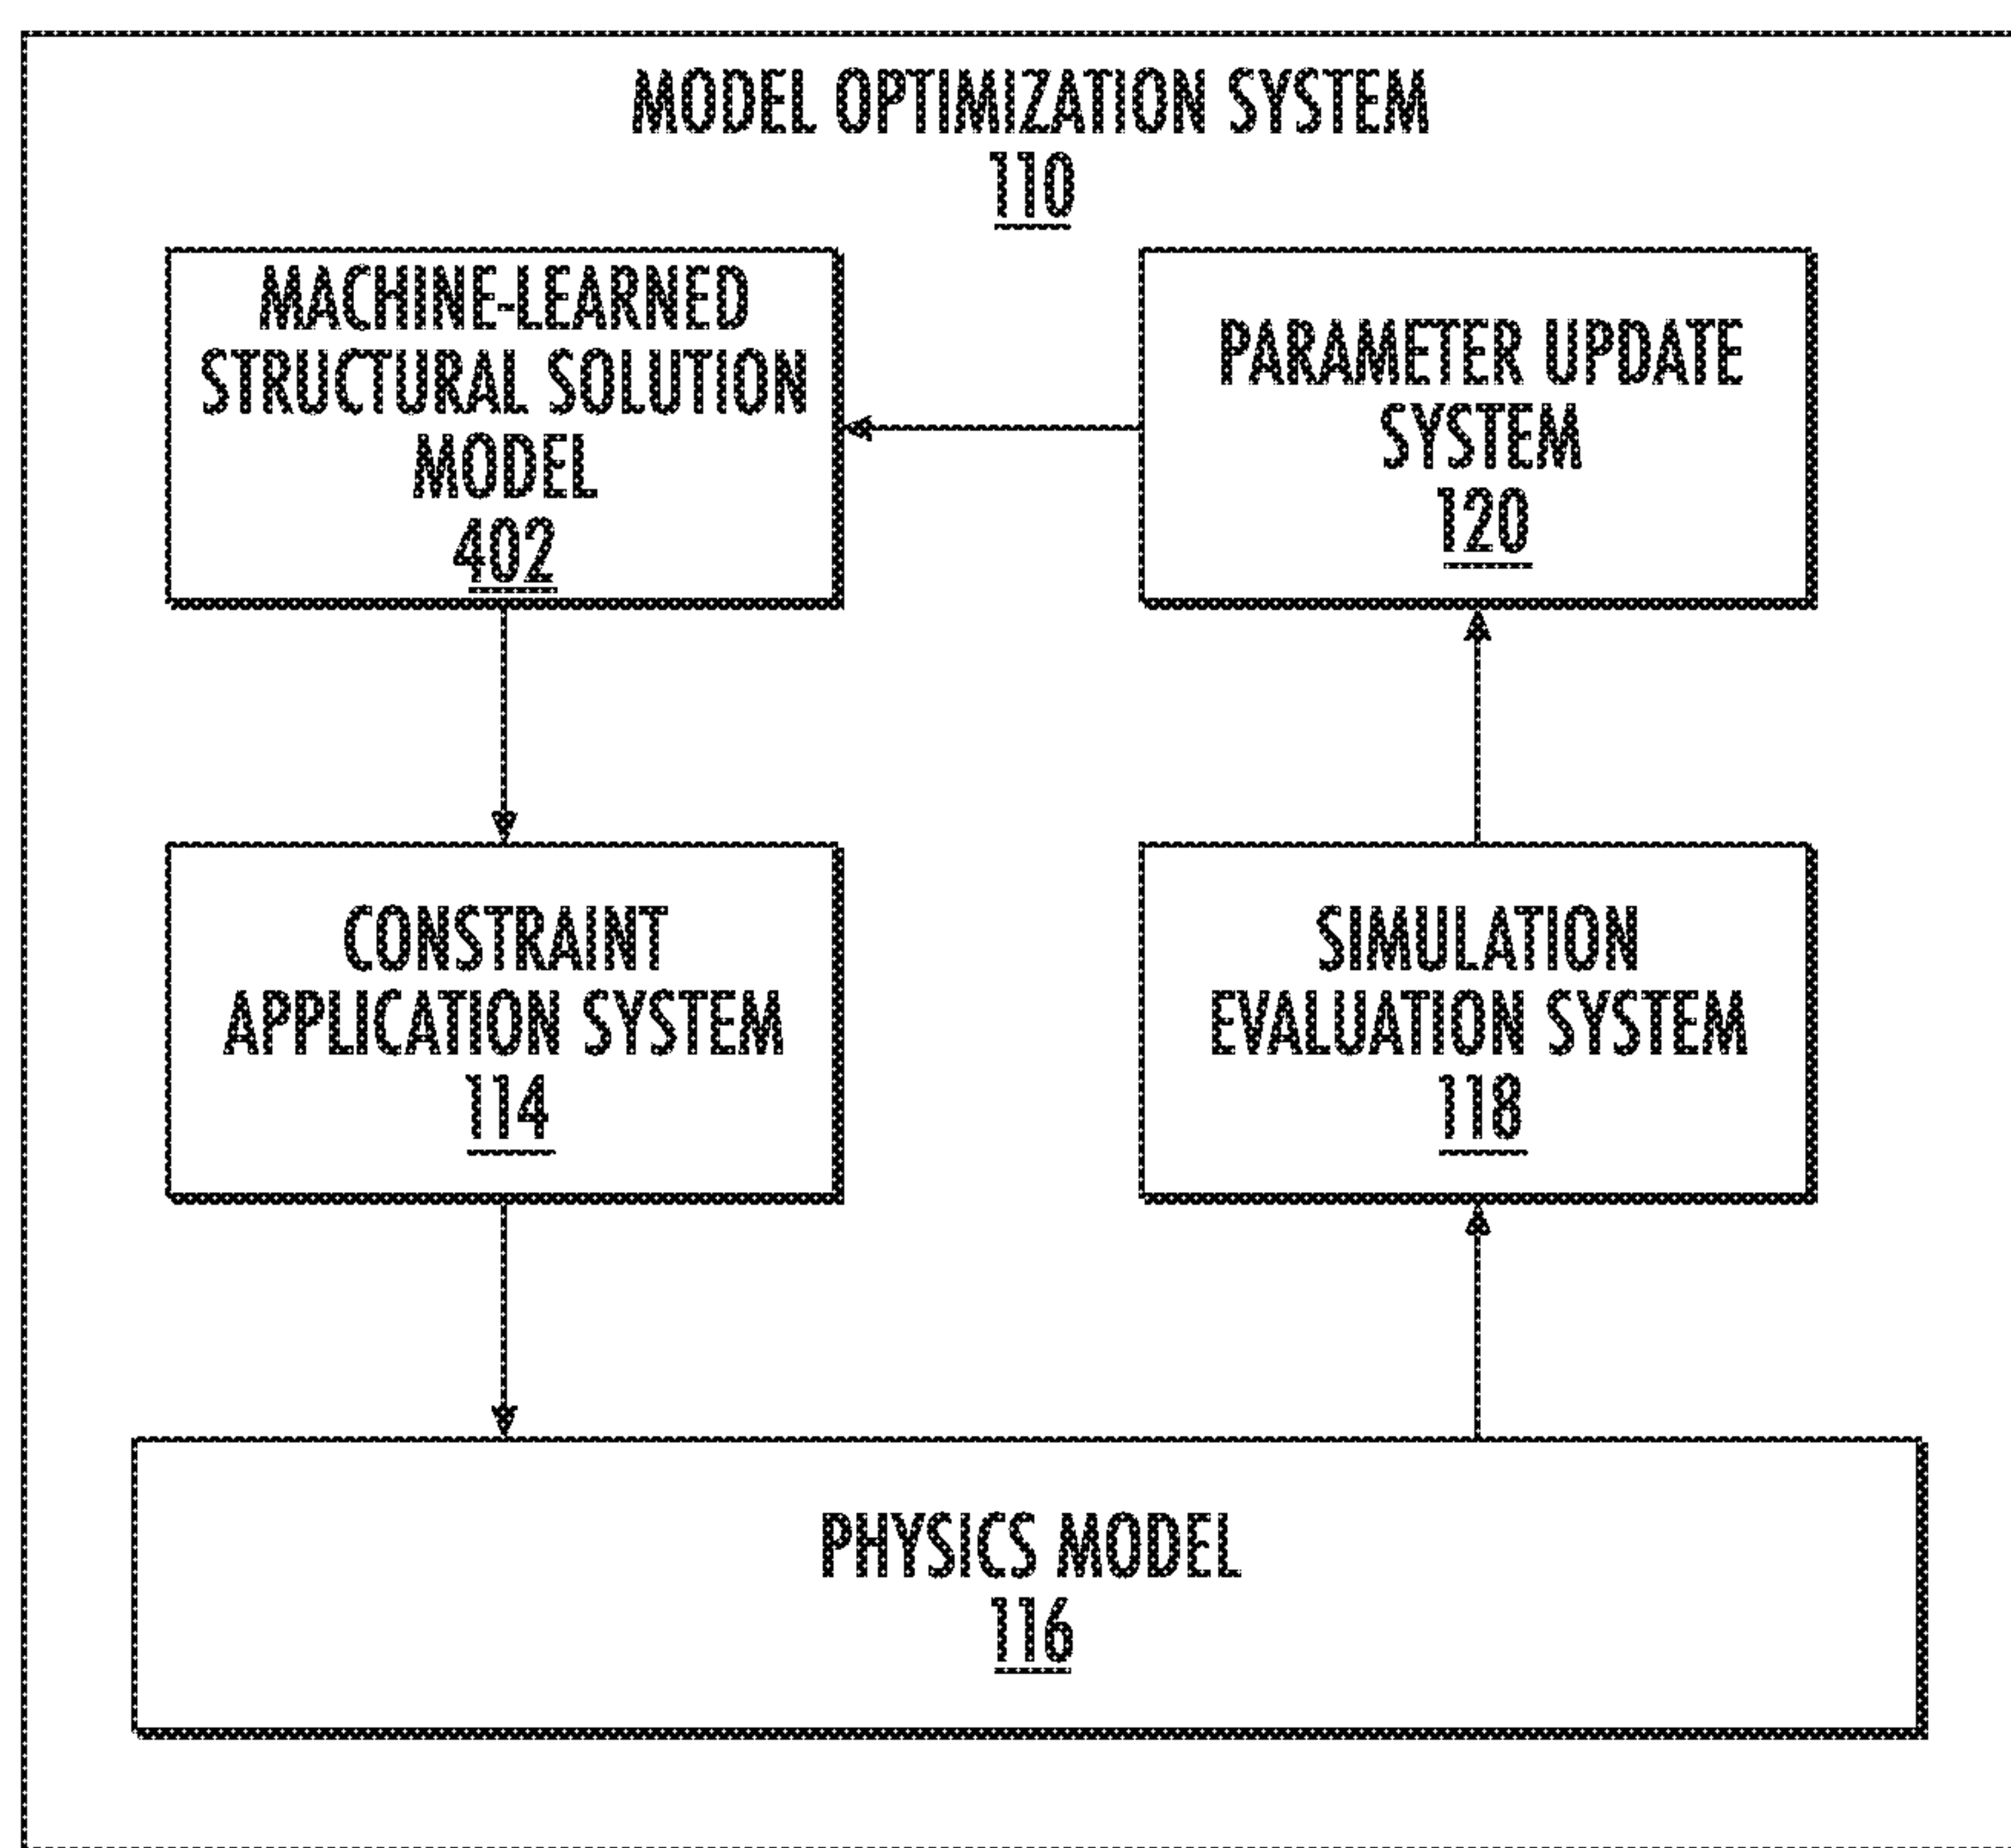 MODEL OPTIMIZATION SYSTEM
110
MACHINE-LEARNED
STRUCTURAL SOLUTION
MODEL
402
PARAMETER UPDATE
SYSTEM
120
CONSTRAINT
APPLICATION SYSTEM
114
SIMULATION
EVALUATION SYSTEM
118
PHYSICS MODEL
116